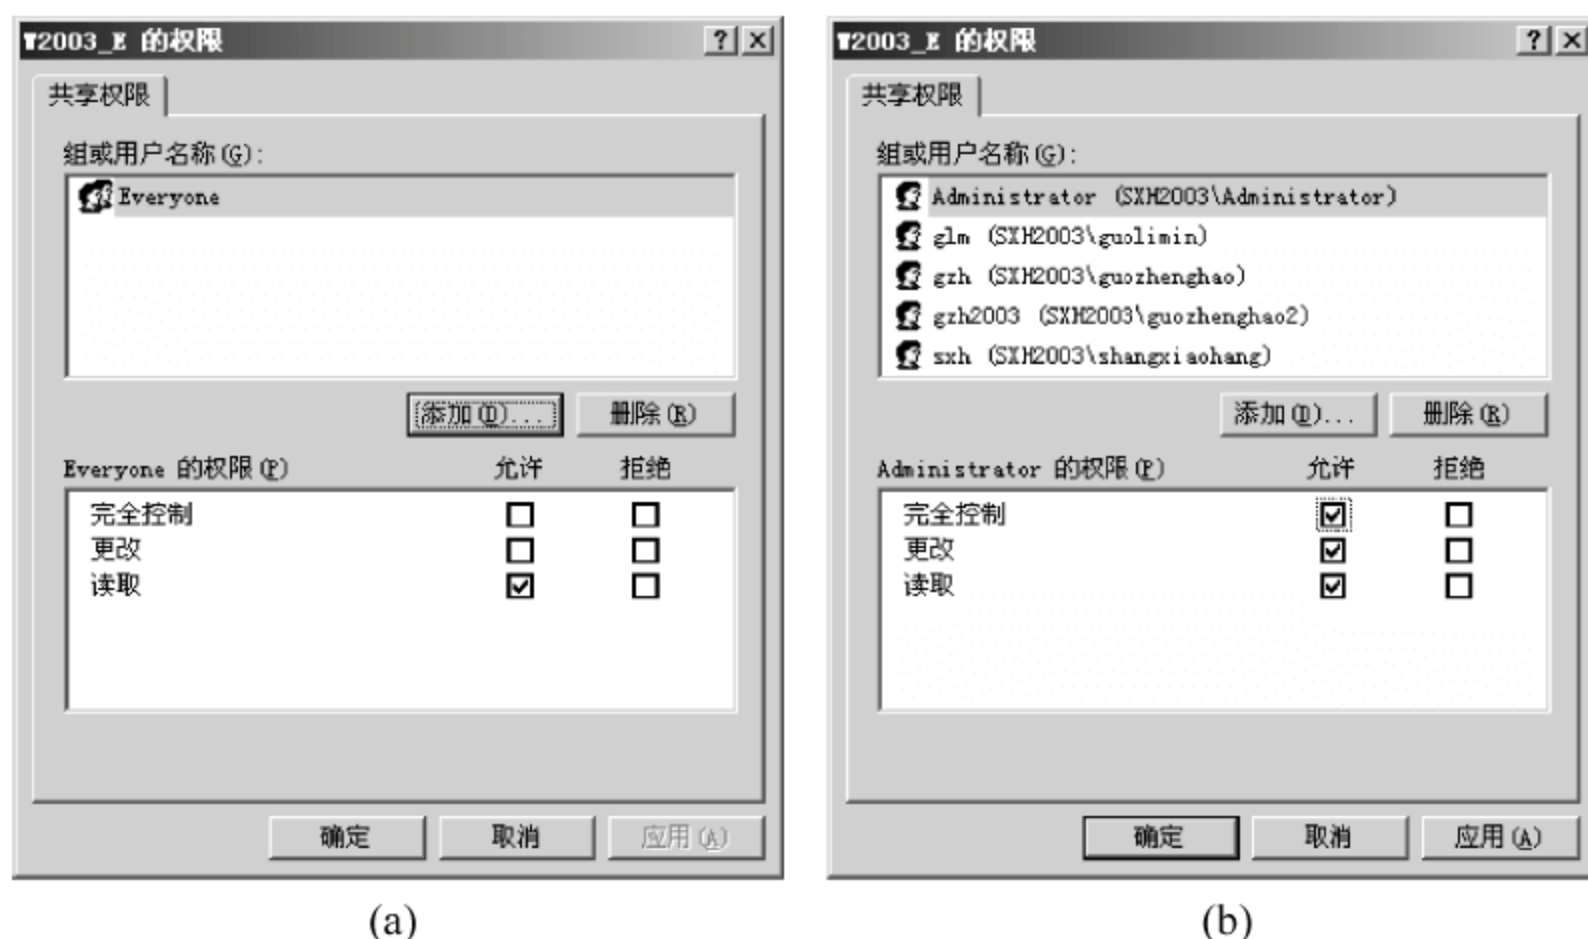 W2003_E 的权限
共享权限
组或用户名称(G):
Everyone
添加(D)... 删除(R)
Everyone 的权限(P) 允许 拒绝
完全控制
更改
读取
确定 取消 应用(A)
(a)
W2003_E 的权限
共享权限
组或用户名称(G):
Administrator (SXH2003\Administrator)
glm (SXH2003\guolimin)
gzh (SXH2003\guozhenghao)
gzh2003 (SXH2003\guozhenghao2)
sxh (SXH2003\shangxiaohang)
添加(D)... 删除(R)
Administrator 的权限(P) 允许 拒绝
完全控制
更改
读取
确定 取消 应用(A)
(b)